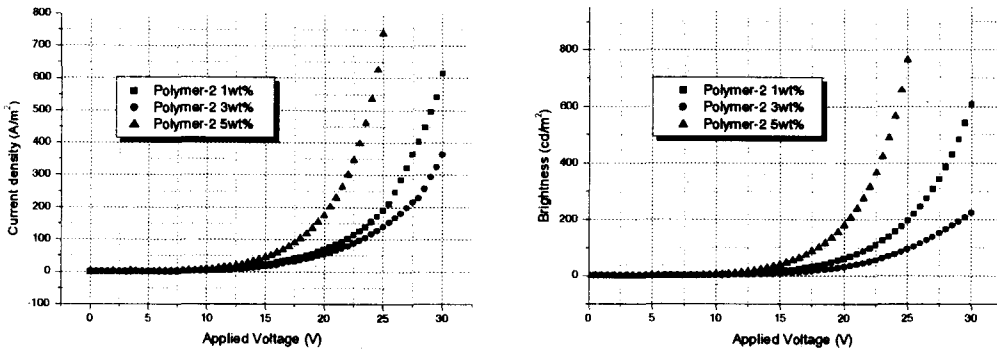 800
700
600
500
400
300
200
100
0
-100
Current density (A/m²)
Polymer-2 1wt%
Polymer-2 3wt%
Polymer-2 5wt%
0 5 10 15 20 25 30
Applied Voltage (V)
800
600
400
200
0
Brightness (cd/m²)
Polymer-2 1wt%
Polymer-2 3wt%
Polymer-2 5wt%
0 5 10 15 20 25 30
Applied Voltage (V)